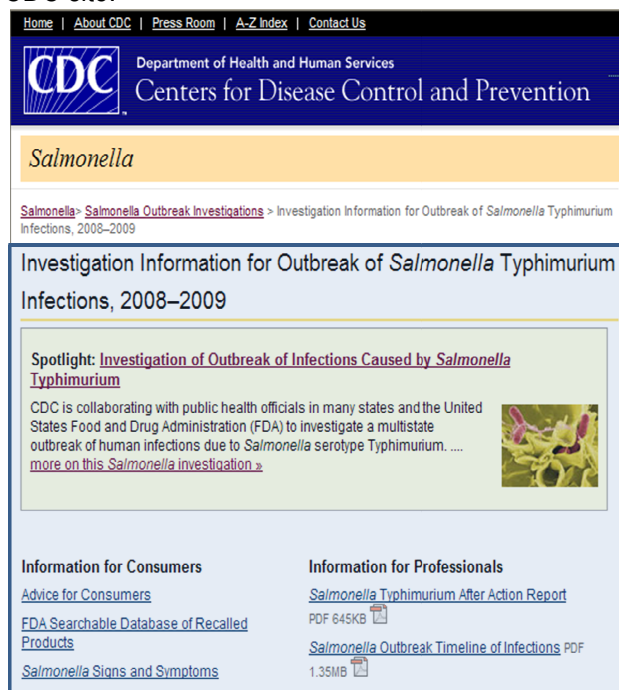 CDC site.
Home | About CDC | Press Room | A-Z Index | Contact Us
CDC
TM
Department of Health and Human Services
Centers for Disease Control and Prevention
Salmonella
Salmonella> Salmonella Outbreak Investigations > Investigation Information for Outbreak of Salmonella Typhimurium
Infections, 2008–2009
Investigation Information for Outbreak of Salmonella Typhimurium
Infections, 2008–2009
Spotlight: Investigation of Outbreak of Infections Caused by Salmonella
Typhimurium
CDC is collaborating with public health officials in many states and the United
States Food and Drug Administration (FDA) to investigate a multistate
outbreak of human infections due to Salmonella serotype Typhimurium. ....
more on this Salmonella investigation »
Information for Consumers
Advice for Consumers
FDA Searchable Database of Recalled
Products
Salmonella Signs and Symptoms
Information for Professionals
Salmonella Typhimurium After Action Report
PDF 645KB
Salmonella Outbreak Timeline of Infections PDF
1.35MB